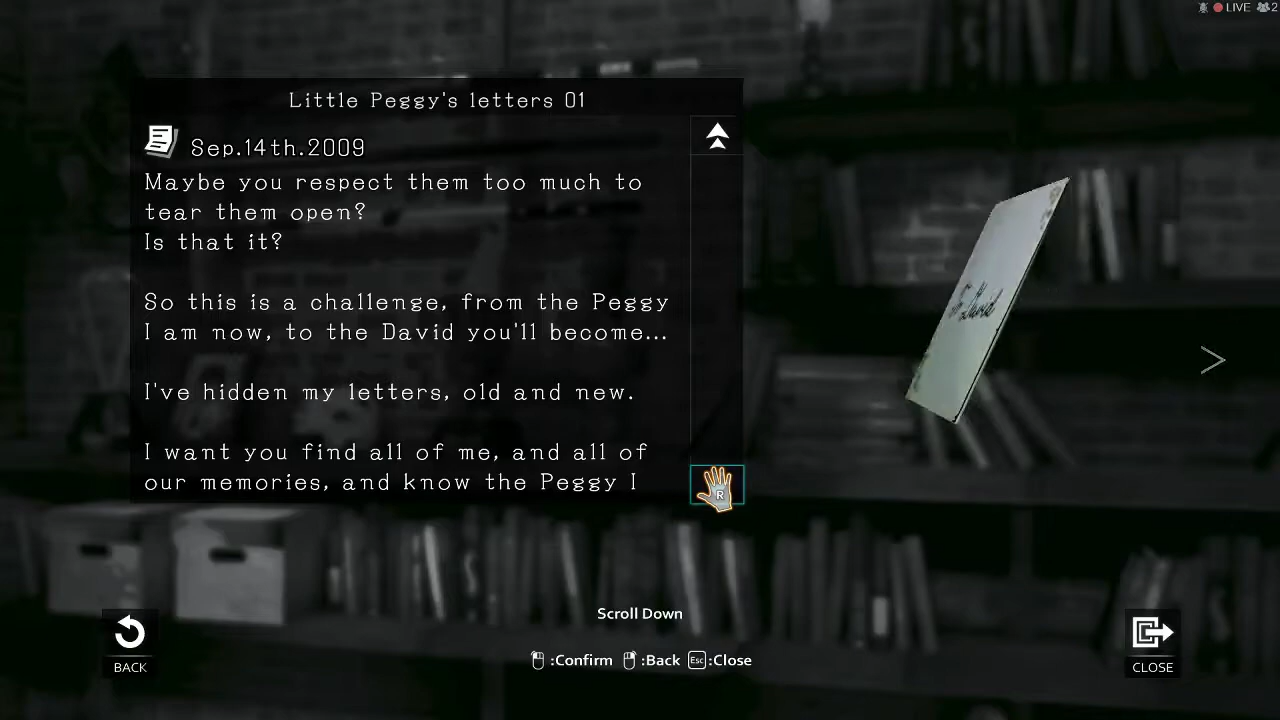 LIVE 2
Little Peggy's letters 01
Sep.14th.2009
Maybe you respect them too much to
tear them open?
Is that it?
So this is a challenge, from the Peggy
I am now, to the David you'll become...
I've hidden my letters, old and new.
I want you find all of me, and all of
our memories, and know the Peggy I
R
David
Scroll Down
:Confirm :Back Esc :Close
BACK
CLOSE